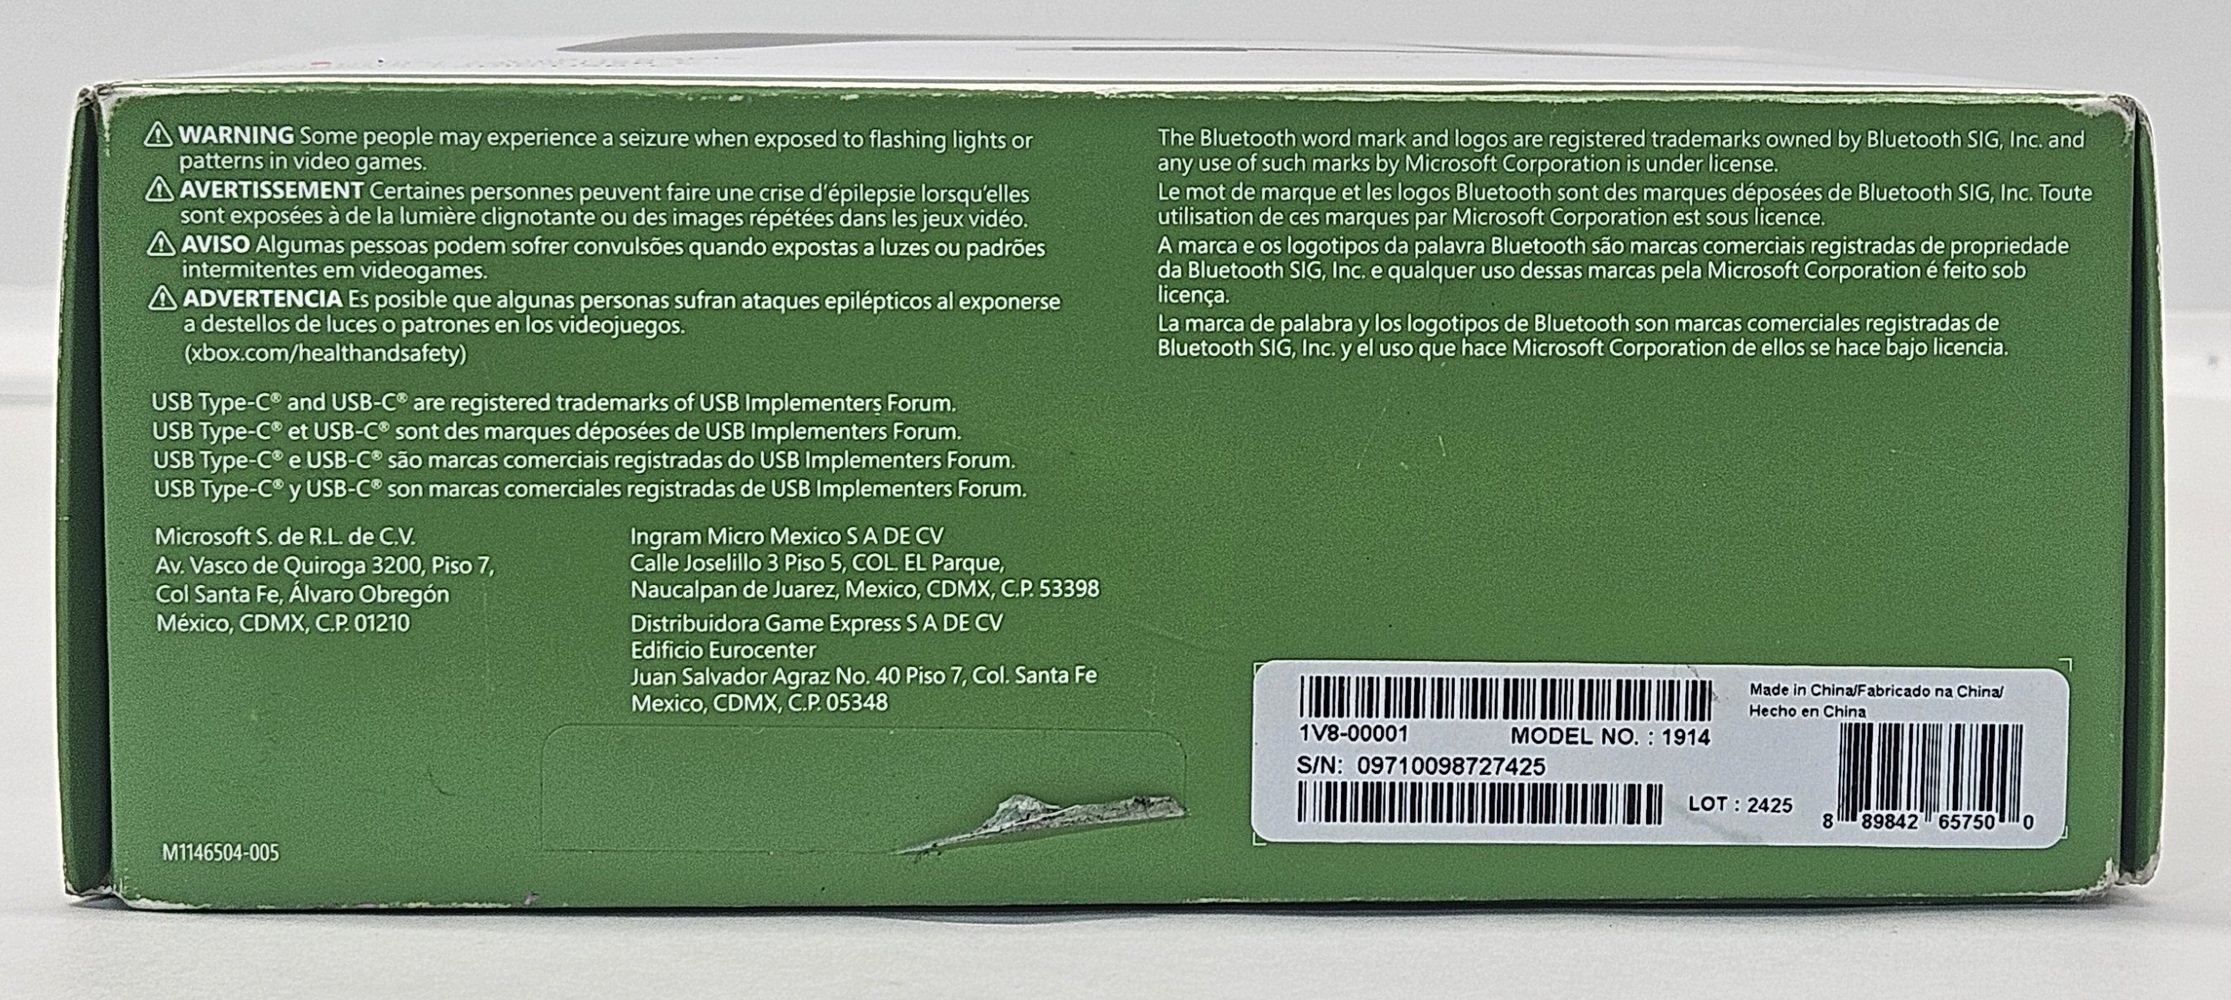 ⚠ WARNING Some people may experience a seizure when exposed to flashing lights or
patterns in video games.
⚠ AVERTISSEMENT Certaines personnes peuvent faire une crise d'épilepsie lorsqu'elles
sont exposées à de la lumière clignotante ou des images répétées dans les jeux vidéo.
⚠ AVISO Algumas pessoas podem sofrer convulsões quando expostas a luzes ou padrões
intermitentes em videogames.
⚠ ADVERTENCIA Es posible que algunas personas sufran ataques epilépticos al exponerse
a destellos de luces o patrones en los videojuegos.
(xbox.com/healthandsafety)
USB Type-C® and USB-C® are registered trademarks of USB Implementers Forum.
USB Type-C® et USB-C® sont des marques déposées de USB Implementers Forum.
USB Type-C® e USB-C® são marcas comerciais registradas do USB Implementers Forum.
USB Type-C® y USB-C® son marcas comerciales registradas de USB Implementers Forum.
Microsoft S. de R.L. de C.V.
Av. Vasco de Quiroga 3200, Piso 7,
Col Santa Fe, Álvaro Obregón
México, CDMX, C.P. 01210
Ingram Micro Mexico S A DE CV
Calle Joselillo 3 Piso 5, COL. EL Parque,
Naucalpan de Juarez, Mexico, CDMX, C.P. 53398
Distribuidora Game Express S A DE CV
Edificio Eurocenter
Juan Salvador Agraz No. 40 Piso 7, Col. Santa Fe
Mexico, CDMX, C.P. 05348
M1146504-005
The Bluetooth word mark and logos are registered trademarks owned by Bluetooth SIG, Inc. and
any use of such marks by Microsoft Corporation is under license.
Le mot de marque et les logos Bluetooth sont des marques déposées de Bluetooth SIG, Inc. Toute
utilisation de ces marques par Microsoft Corporation est sous licence.
A marca e os logotipos da palavra Bluetooth são marcas comerciais registradas de propriedade
da Bluetooth SIG, Inc. e qualquer uso dessas marcas pela Microsoft Corporation é feito sob
licença.
La marca de palabra y los logotipos de Bluetooth son marcas comerciales registradas de
Bluetooth SIG, Inc. y el uso que hace Microsoft Corporation de ellos se hace bajo licencia.
Made in China/Fabricado na China/
Hecho en China
1V8-00001 MODEL NO. : 1914
S/N: 09710098727425
LOT : 2425
8 89842 65750 0